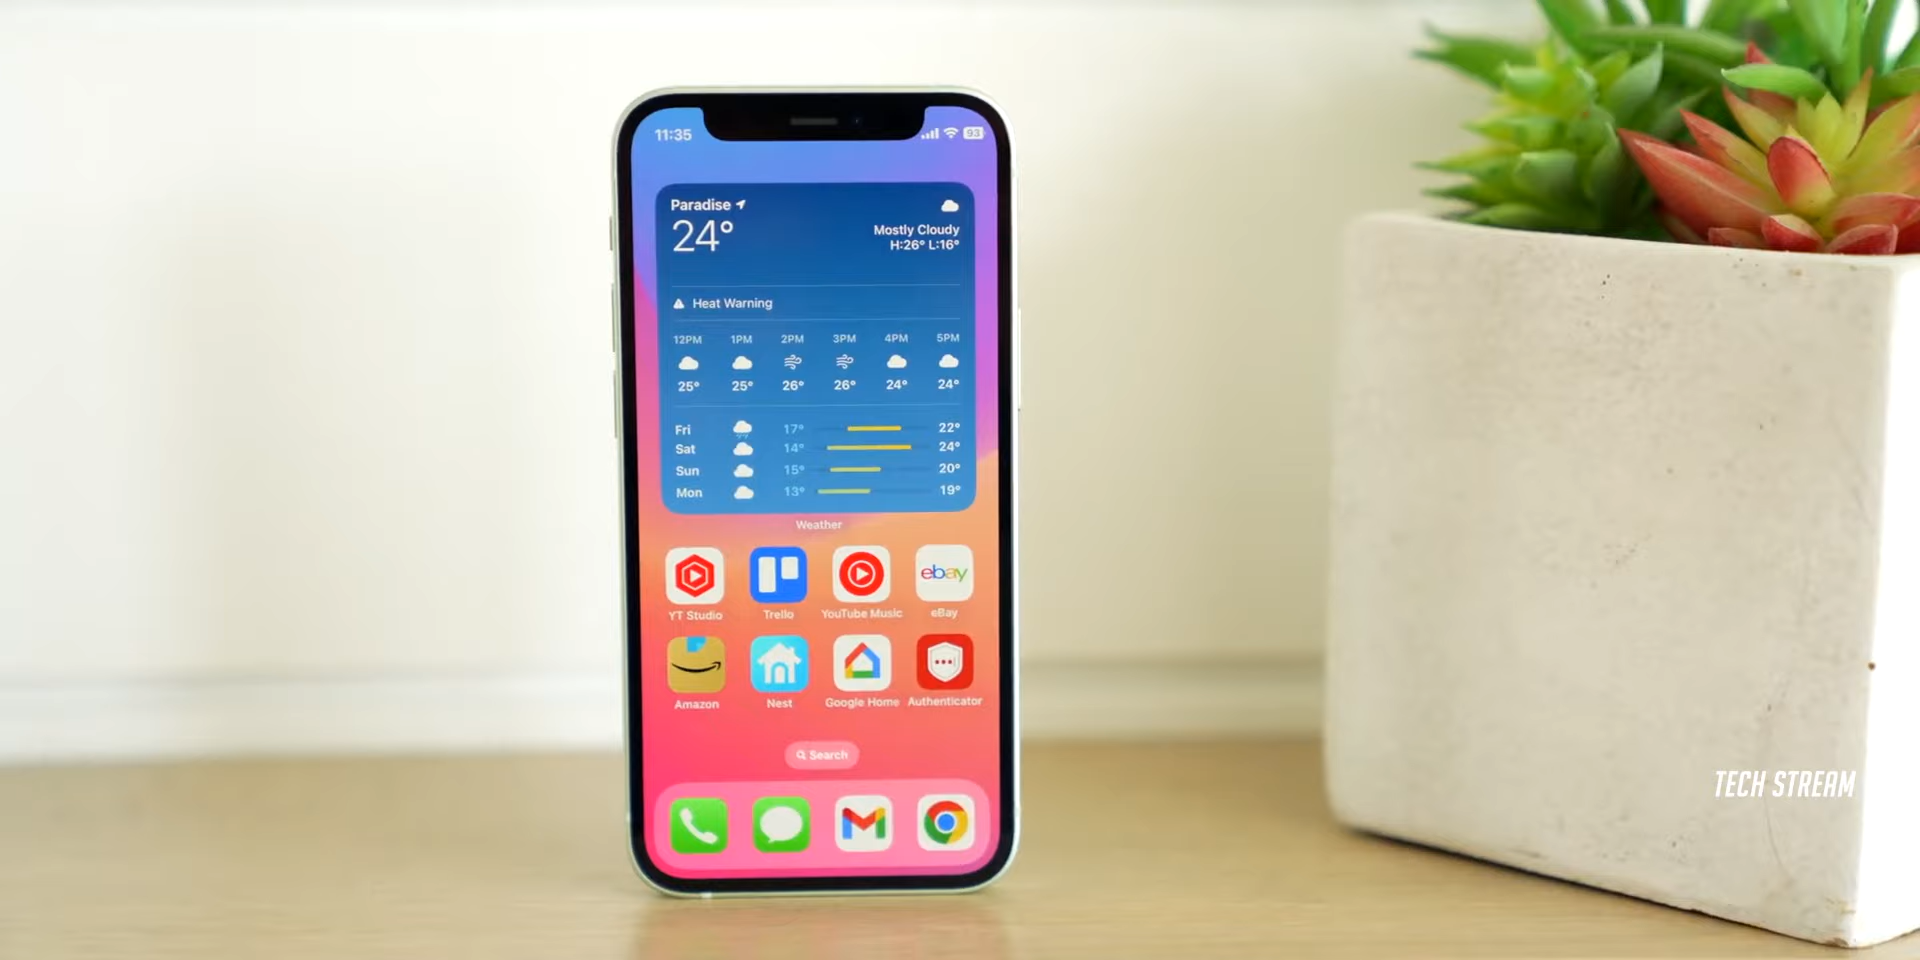 11:35
93
Paradise
24°
Mostly Cloudy
H:26° L:16°
Heat Warning
12PM 1PM 2PM 3PM 4PM 5PM
25° 25° 26° 26° 24° 24°
Fri 17° 22°
Sat 14° 24°
Sun 15° 20°
Mon 13° 19°
Weather
ebay
YT Studio Trello YouTube Music eBay
Amazon Nest Google Home Authenticator
Search
TECH STREAM